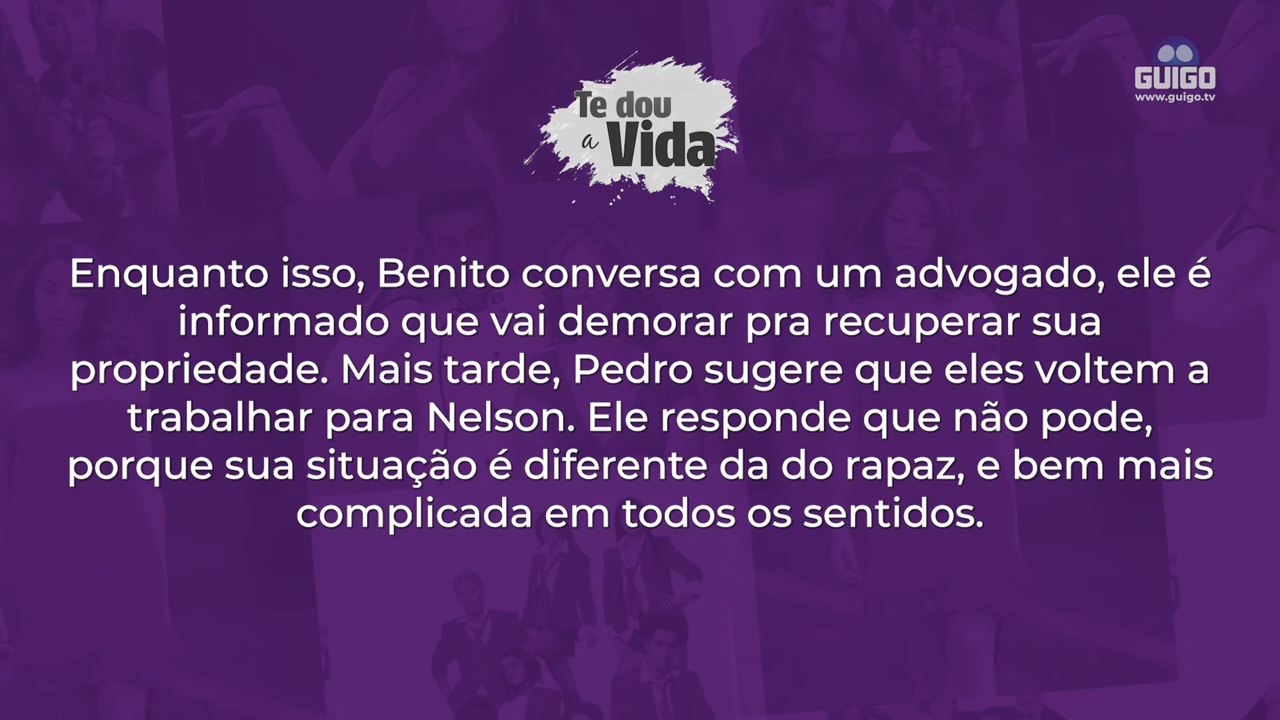 GUIGO
www.guigo.tv
Te dou
a Vida
Enquanto isso, Benito conversa com um advogado, ele é
informado que vai demorar pra recuperar sua
propriedade. Mais tarde, Pedro sugere que eles voltem a
trabalhar para Nelson. Ele responde que não pode,
porque sua situação é diferente da do rapaz, e bem mais
complicada em todos os sentidos.